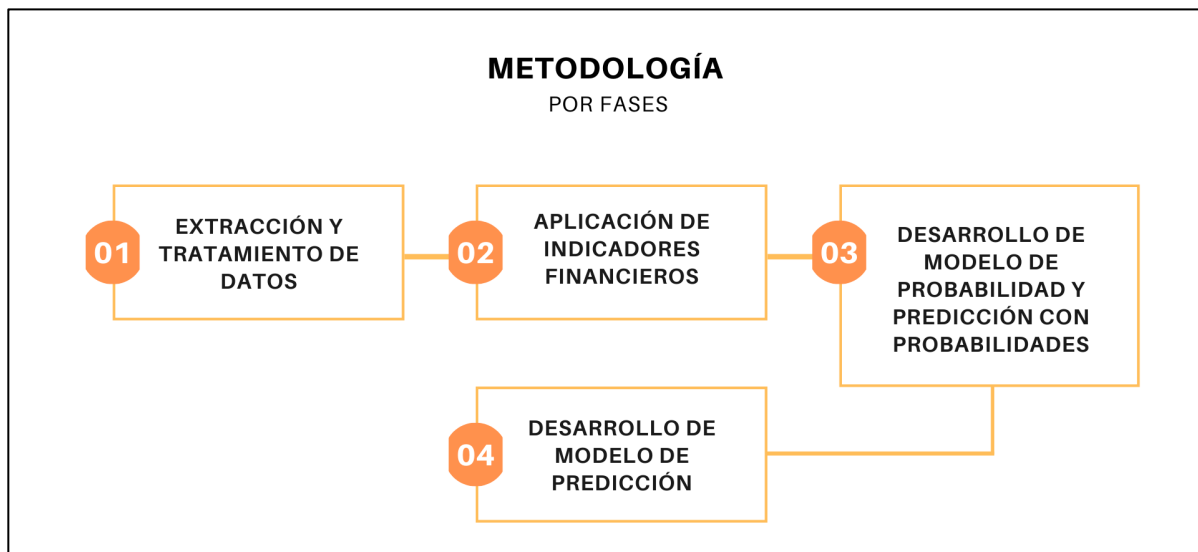 METODOLOGÍA
POR FASES
01
EXTRACCIÓN Y
TRATAMIENTO DE
DATOS
02
APLICACIÓN DE
INDICADORES
FINANCIEROS
03
DESARROLLO DE
MODELO DE
PROBABILIDAD Y
PREDICCIÓN CON
PROBABILIDADES
04
DESARROLLO DE
MODELO DE
PREDICCIÓN